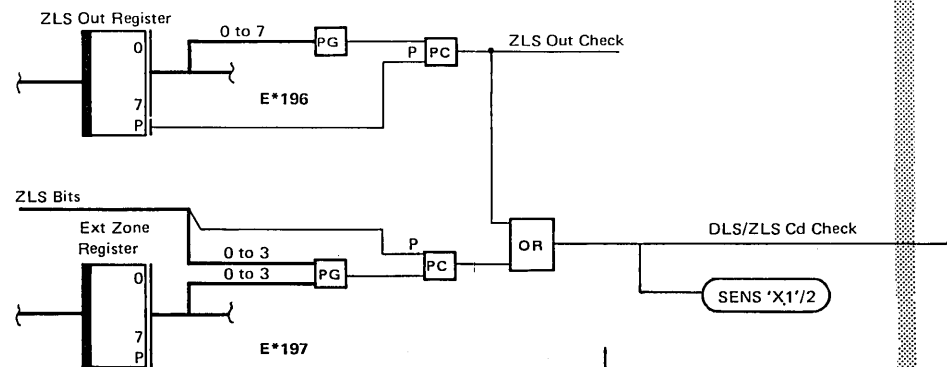 ZLS Out Register
0
7
P
0 to 7
PG
P
PC
ZLS Out Check
E*196
ZLS Bits
Ext Zone
Register
0
7
P
0 to 3
0 to 3
PG
P
PC
OR
DLS/ZLS Cd Check
SENS 'X1'/2
E*197